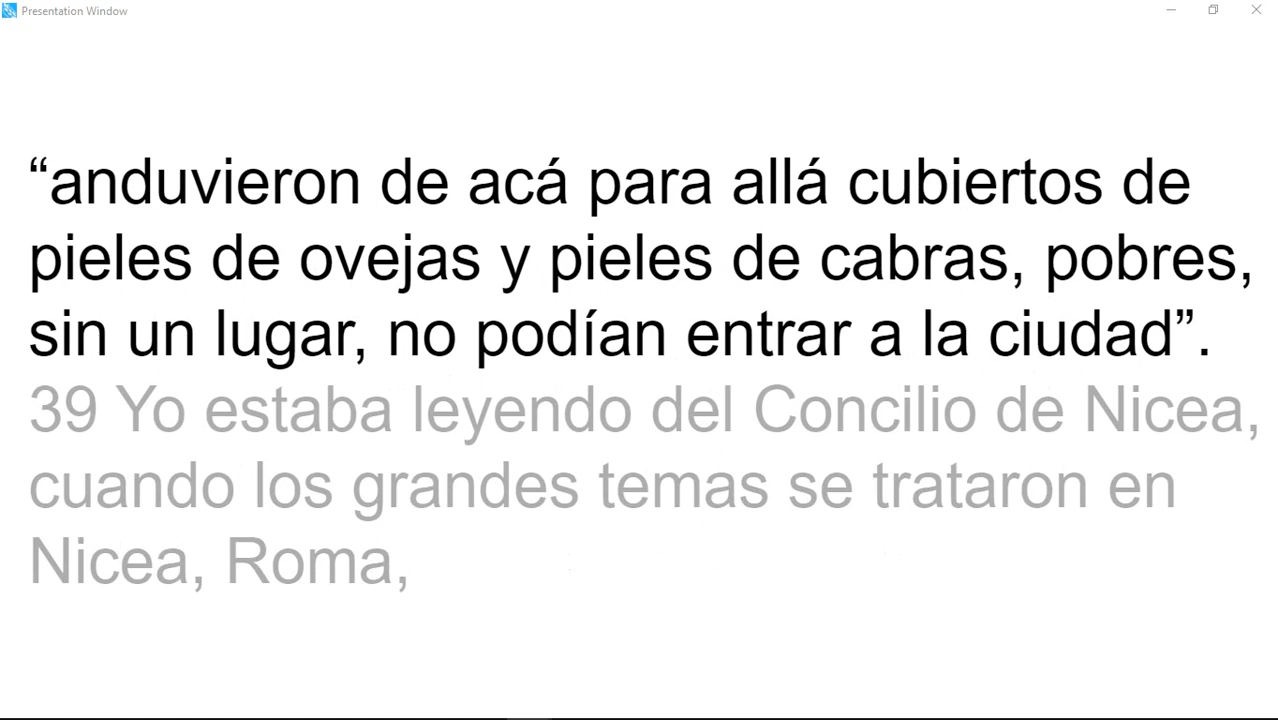 Presentation Window
“anduvieron de acá para allá cubiertos de
pieles de ovejas y pieles de cabras, pobres,
sin un lugar, no podían entrar a la ciudad”.
39 Yo estaba leyendo del Concilio de Nicea,
cuando los grandes temas se trataron en
Nicea, Roma,